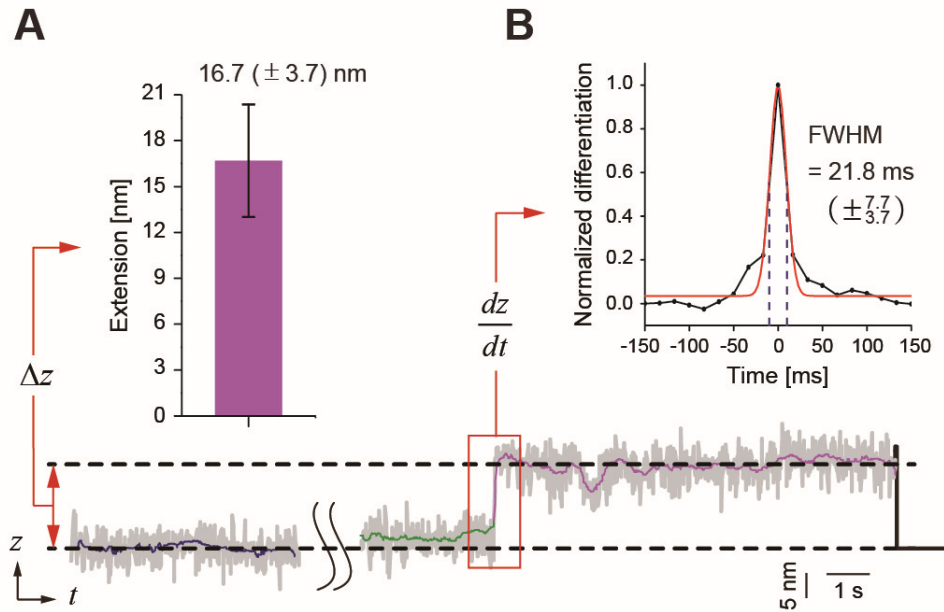 A
16.7 (±3.7) nm
Extension [nm]
21
18
15
12
9
6
3
0
B
Normalized differentiation
1.0
0.8
0.6
0.4
0.2
0.0
FWHM
= 21.8 ms
(±7.7 3.7)
-150
-100
-50
0
50
100
150
Time [ms]
Δz
dz
dt
z
t
5 nm
1 s